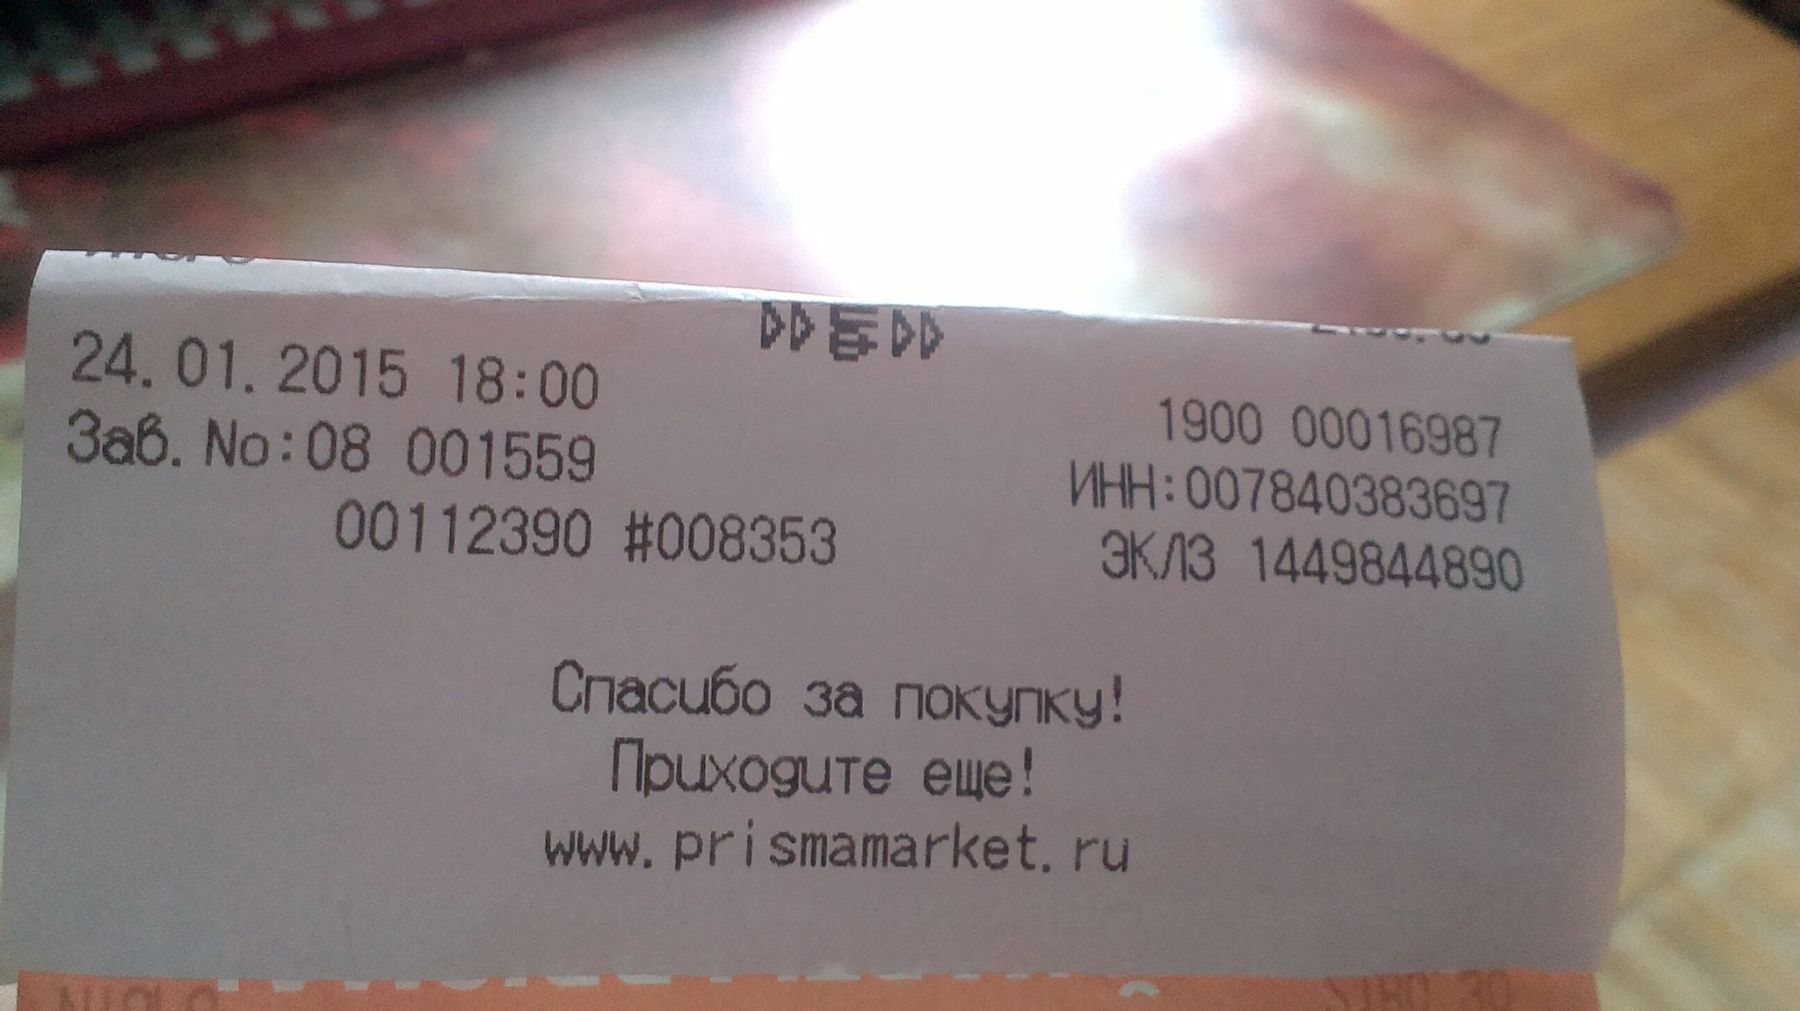 24.01.2015 18:00
1900 00016987
Зав.No:08 001559
ИНН:007840383697
00112390 #008353
ЭКЛЗ 1449844890
Спасибо за покупку!
Приходите еще!
www.prismamarket.ru